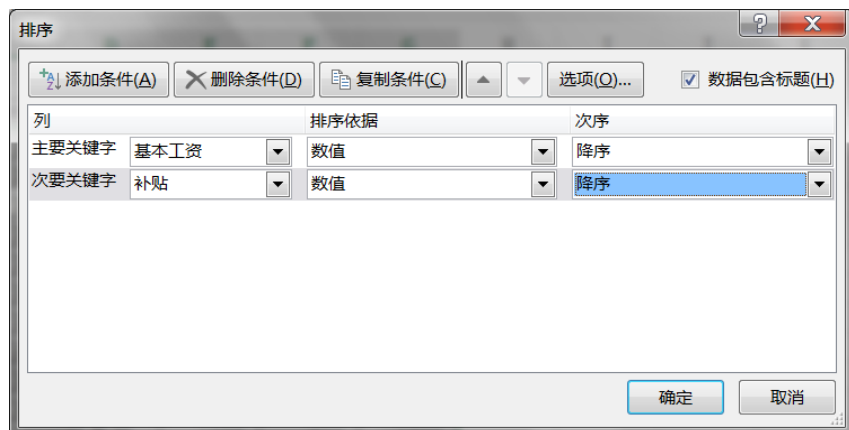 排序
添加条件(A) 删除条件(D) 复制条件(C) 选项(O)... 数据包含标题(H)
列 排序依据 次序
主要关键字 基本工资 数值 降序
次要关键字 补贴 数值 降序
确定 取消